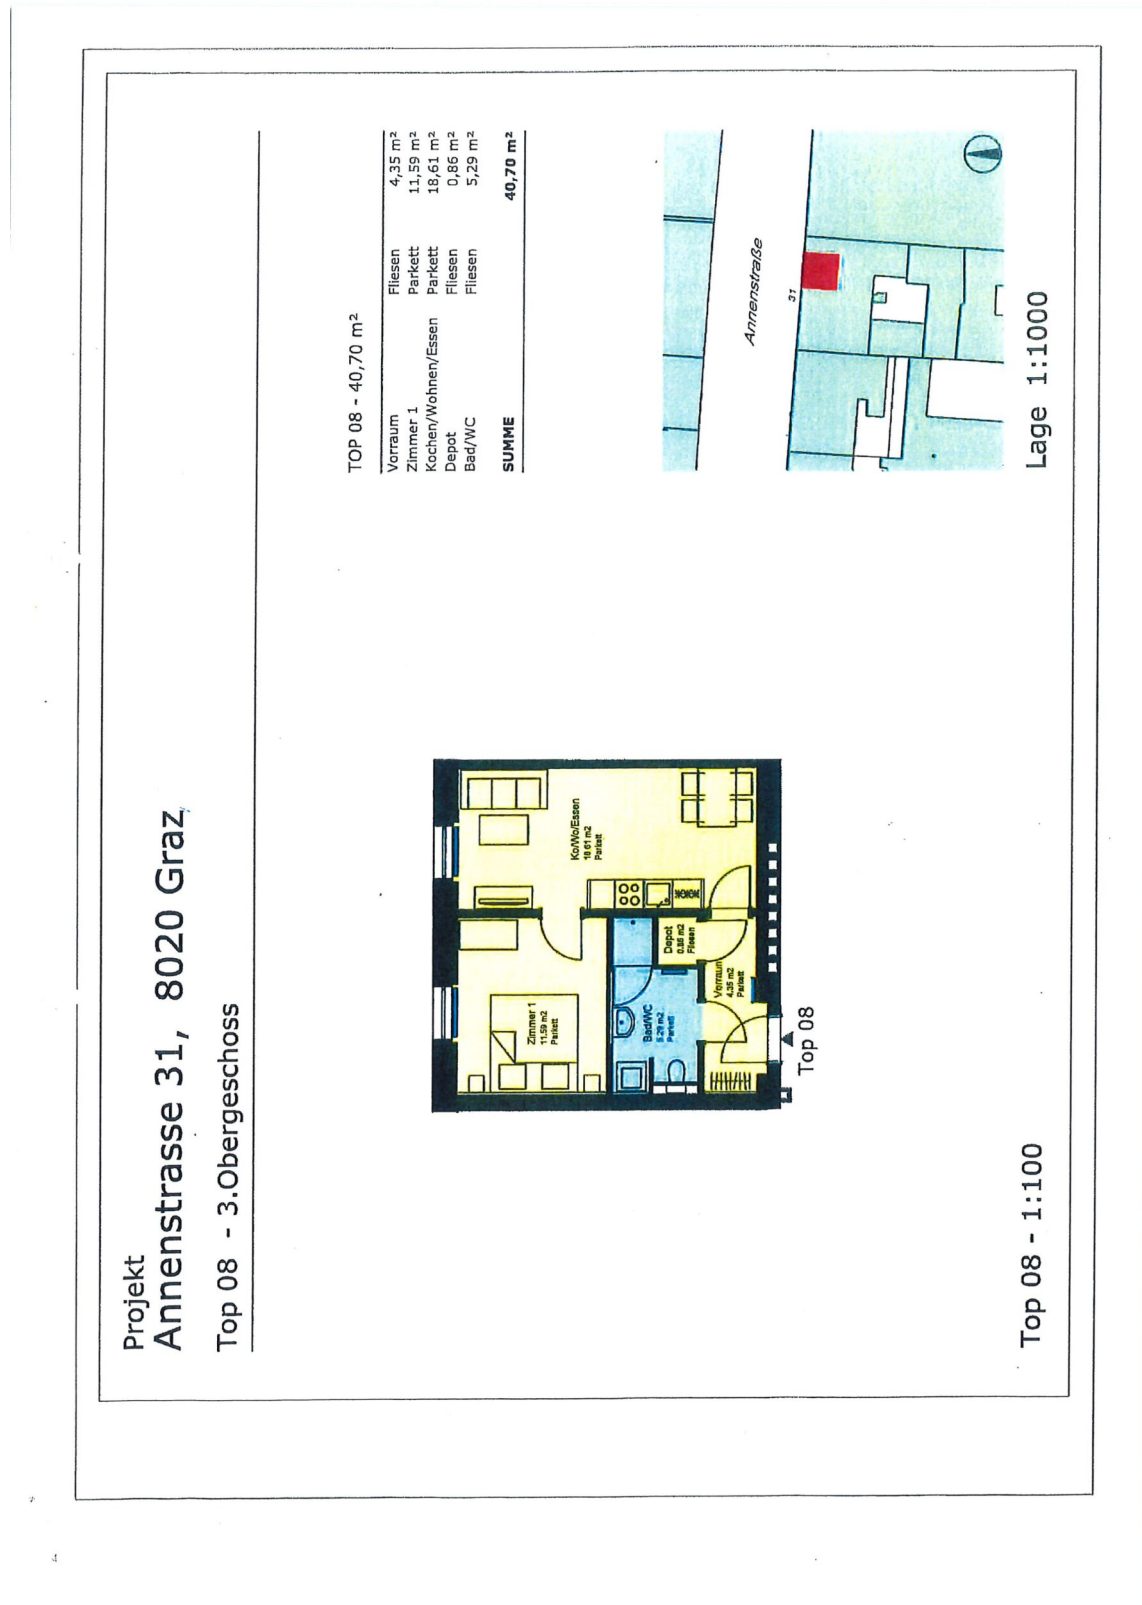 Projekt
Annenstrasse 31, 8020 Graz
Top 08 - 3.Obergeschoss
TOP 08 - 40,70 m²
Vorraum Fliesen 4,35 m²
Zimmer 1 Parkett 11,59 m²
Kochen/Wohnen/Essen Parkett 18,61 m²
Depot Fliesen 0,86 m²
Bad/WC Fliesen 5,29 m²
SUMME 40,70 m²
Zimmer 1
11.59 m2
Parkett
Ko/Wo/Essen
18.61 m2
Parkett
Bad/WC
5.29 m2
Parkett
Depot
0.86 m2
Fliesen
Vorraum
4.35 m2
Parkett
Top 08
Annenstraße
31
Top 08 - 1:100
Lage 1:1000